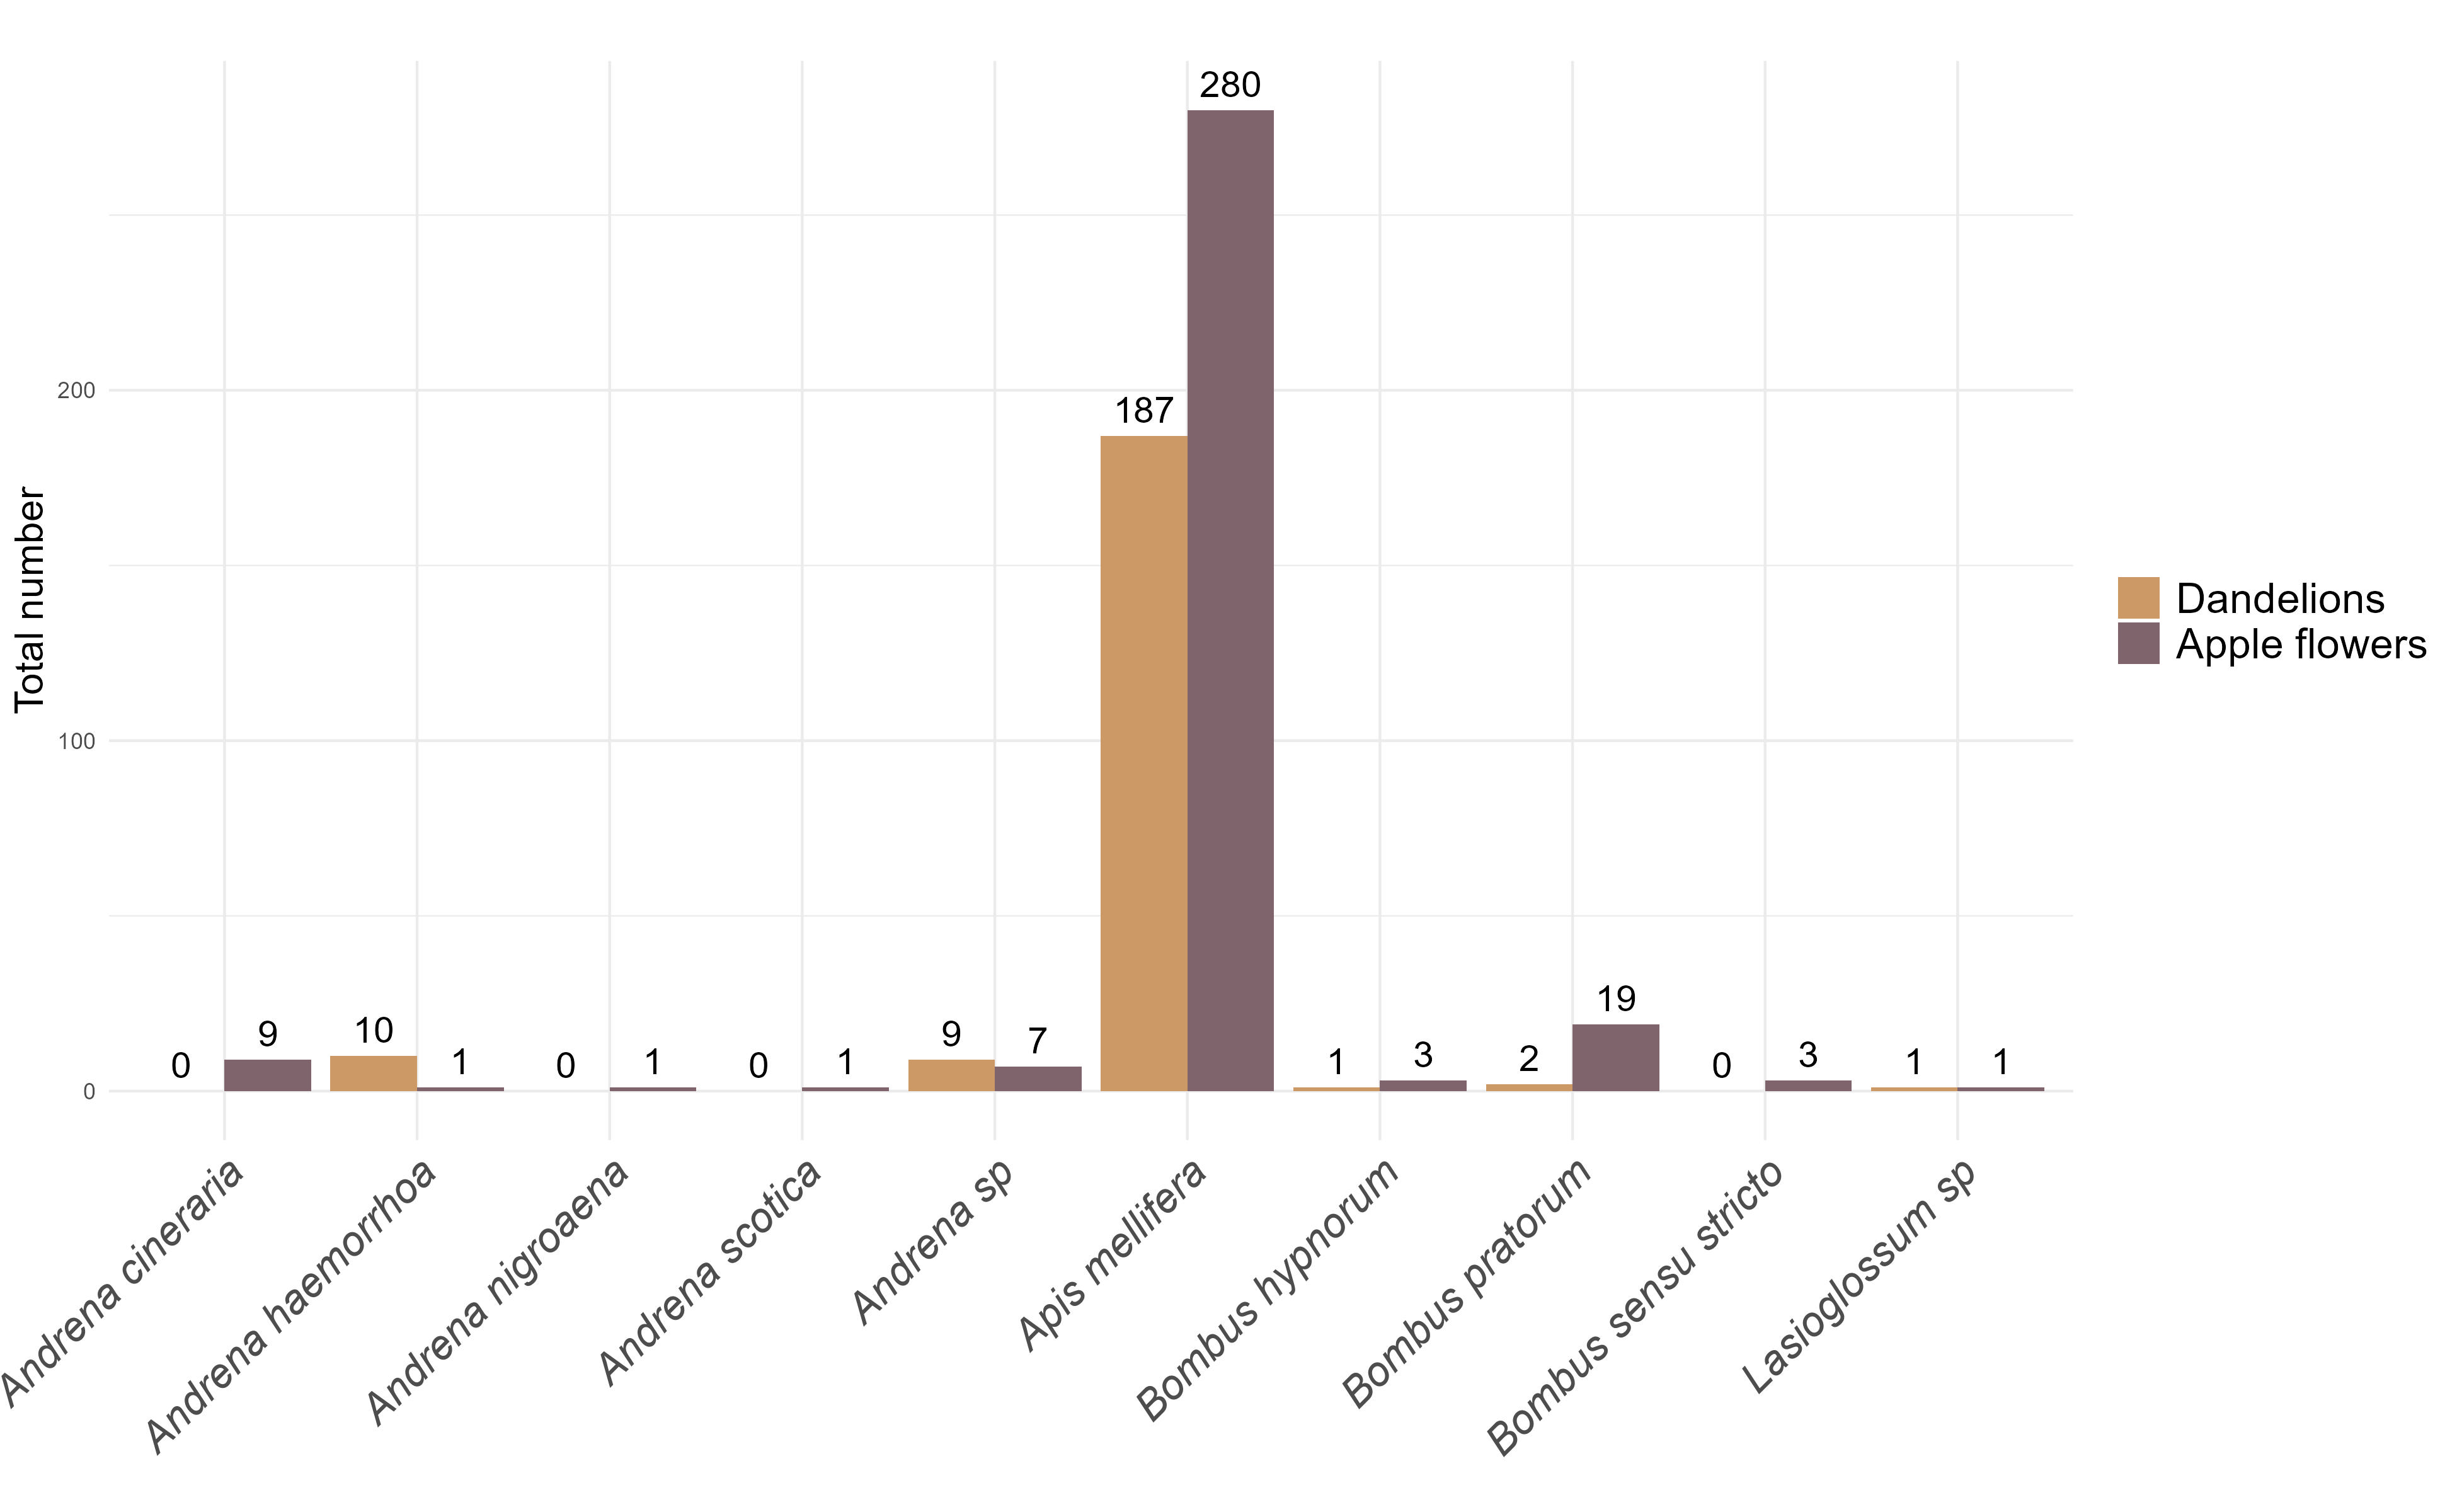 Total number
200
100
0
0
9
10
1
0
1
0
1
9
7
187
280
1
3
2
19
0
3
1
1
Andrena cineraria
Andrena haemorrhoa
Andrena nigroaena
Andrena scotica
Andrena sp
Apis mellifera
Bombus hypnorum
Bombus pratorum
Bombus sensu stricto
Lasioglossum sp
Dandelions
Apple flowers